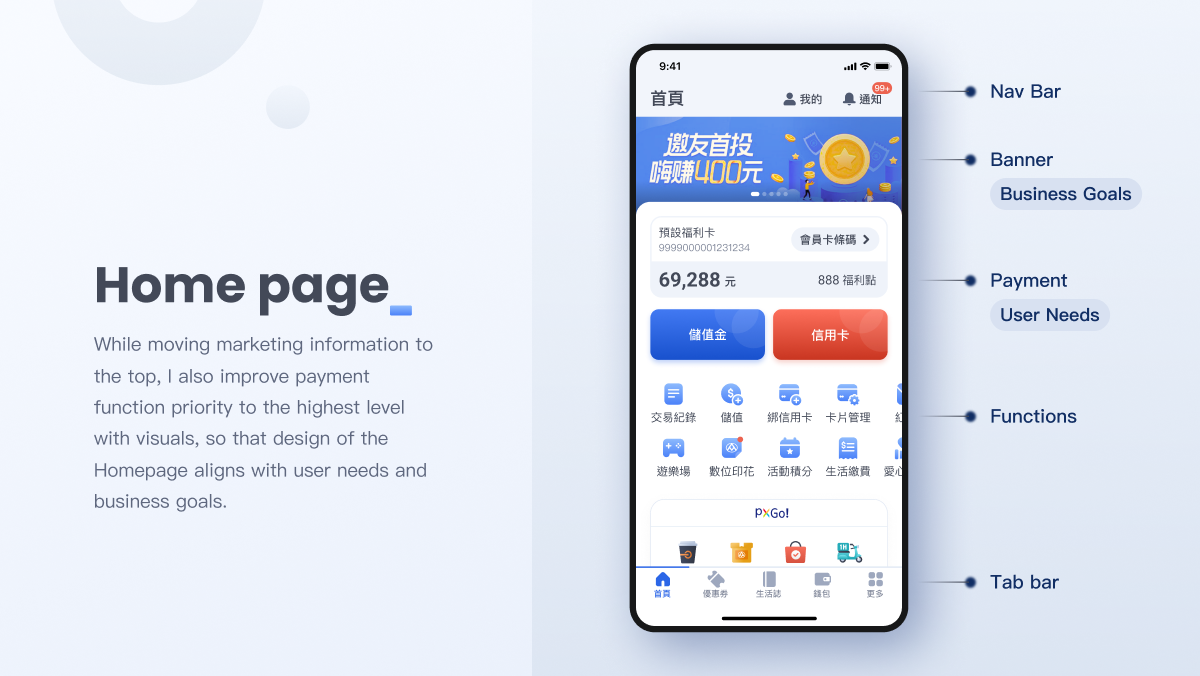 Home page
While moving marketing information to
the top, I also improve payment
function priority to the highest level
with visuals, so that design of the
Homepage aligns with user needs and
business goals.
9:41
首頁
我的
通知
99+
邀友首投
嗨賺400元
預設福利卡
9999000001231234
會員卡條碼
69,288 元
888 福利點
儲值金
信用卡
交易紀錄 儲值 綁信用卡 卡片管理
遊樂場 數位印花 活動積分 生活繳費 愛心
PXGo!
首頁 優惠券 生活誌 錢包 更多
Nav Bar
Banner
Business Goals
Payment
User Needs
Functions
Tab bar